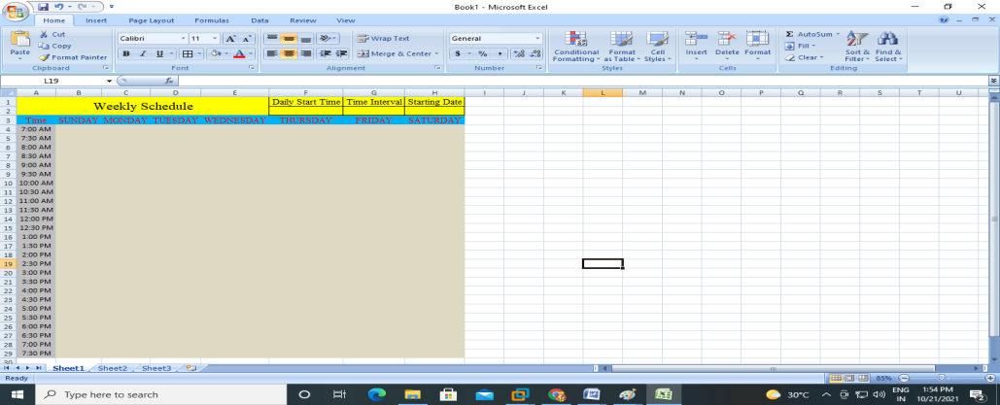 Book1 - Microsoft Excel
Home Insert Page Layout Formulas Data Review View
Cut
Copy
Format Painter
Paste
Clipboard
Calibri 11
B I U
Font
Wrap Text
Merge & Center
Alignment
General
$ % ,
Number
Conditional Formatting
Format as Table
Cell Styles
Styles
Insert Delete Format
Cells
Σ AutoSum
Fill
Clear
Sort & Filter
Find & Select
Editing
L19 fx
A B C D E F G H I J K L M N O P Q R S T U
1 Weekly Schedule Daily Start Time Time Interval Starting Date
2
3 Time SUNDAY MONDAY TUESDAY WEDNESDAY THURSDAY FRIDAY SATURDAY
4 7:00 AM
5 7:30 AM
6 8:00 AM
7 8:30 AM
8 9:00 AM
9 9:30 AM
10 10:00 AM
11 10:30 AM
12 11:00 AM
13 11:30 AM
14 12:00 PM
15 12:30 PM
16 1:00 PM
17 1:30 PM
18 2:00 PM
19 2:30 PM
20 3:00 PM
21 3:30 PM
22 4:00 PM
23 4:30 PM
24 5:00 PM
25 5:30 PM
26 6:00 PM
27 6:30 PM
28 7:00 PM
29 7:30 PM
30
Sheet1 Sheet2 Sheet3
Ready 85%
Type here to search 30°C ENG 1:54 PM
IN 10/21/2021